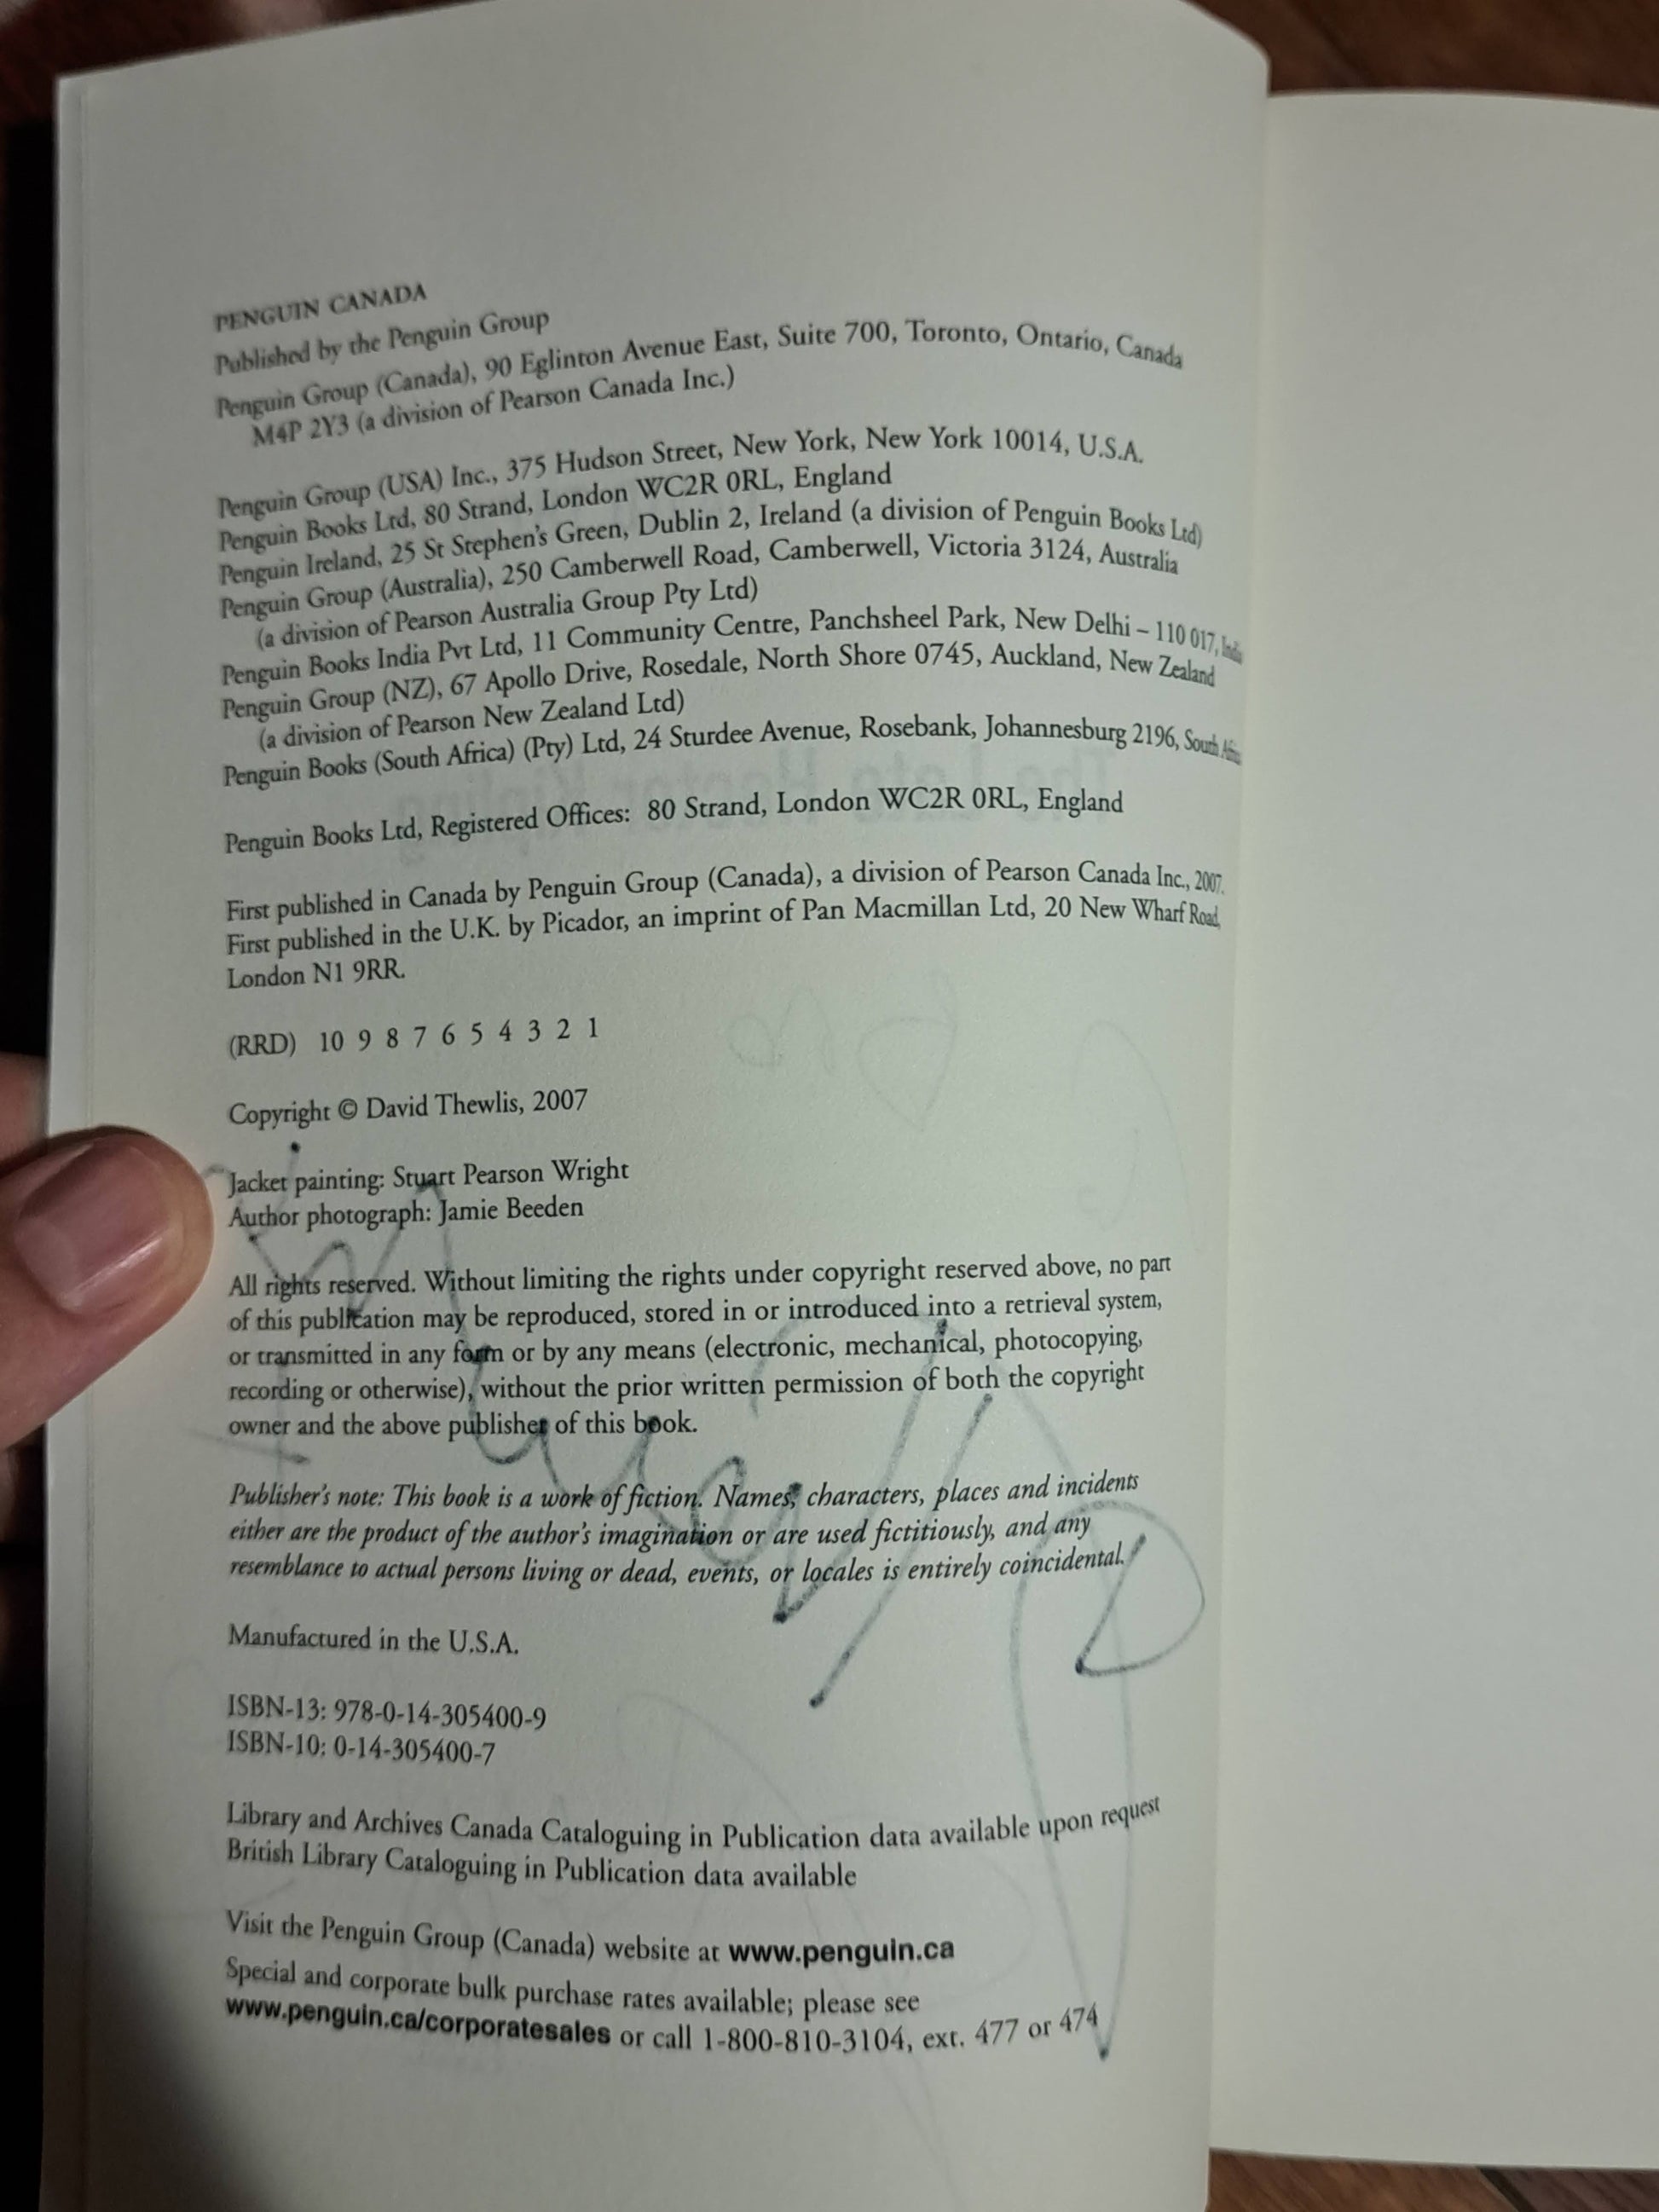 PENGUIN CANADA
Published by the Penguin Group
Penguin Group (Canada), 90 Eglinton Avenue East, Suite 700, Toronto, Ontario, Canada
M4P 2Y3 (a division of Pearson Canada Inc.)
Penguin Group (USA) Inc., 375 Hudson Street, New York, New York 10014, U.S.A.
Penguin Books Ltd, 80 Strand, London WC2R 0RL, England
Penguin Ireland, 25 St Stephen's Green, Dublin 2, Ireland (a division of Penguin Books Ltd)
Penguin Group (Australia), 250 Camberwell Road, Camberwell, Victoria 3124, Australia
(a division of Pearson Australia Group Pty Ltd)
Penguin Books India Pvt Ltd, 11 Community Centre, Panchsheel Park, New Delhi – 110 017, India
Penguin Group (NZ), 67 Apollo Drive, Rosedale, North Shore 0745, Auckland, New Zealand
(a division of Pearson New Zealand Ltd)
Penguin Books (South Africa) (Pty) Ltd, 24 Sturdee Avenue, Rosebank, Johannesburg 2196, South Africa
Penguin Books Ltd, Registered Offices: 80 Strand, London WC2R 0RL, England
First published in Canada by Penguin Group (Canada), a division of Pearson Canada Inc., 2007.
First published in the U.K. by Picador, an imprint of Pan Macmillan Ltd, 20 New Wharf Road,
London N1 9RR.
(RRD) 10 9 8 7 6 5 4 3 2 1
Copyright © David Thewlis, 2007
Jacket painting: Stuart Pearson Wright
Author photograph: Jamie Beeden
All rights reserved. Without limiting the rights under copyright reserved above, no part
of this publication may be reproduced, stored in or introduced into a retrieval system,
or transmitted in any form or by any means (electronic, mechanical, photocopying,
recording or otherwise), without the prior written permission of both the copyright
owner and the above publisher of this book.
Publisher's note: This book is a work of fiction. Names, characters, places and incidents
either are the product of the author's imagination or are used fictitiously, and any
resemblance to actual persons living or dead, events, or locales is entirely coincidental.
Manufactured in the U.S.A.
ISBN-13: 978-0-14-305400-9
ISBN-10: 0-14-305400-7
Library and Archives Canada Cataloguing in Publication data available upon request
British Library Cataloguing in Publication data available
Visit the Penguin Group (Canada) website at www.penguin.ca
Special and corporate bulk purchase rates available; please see
www.penguin.ca/corporatesales or call 1-800-810-3104, ext. 477 or 474